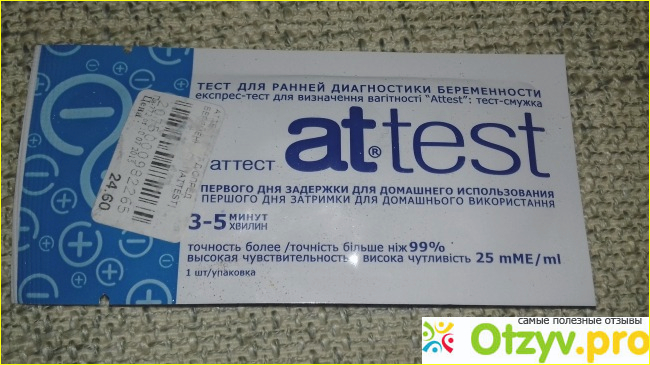 ТЕСТ ДЛЯ РАННЕЙ ДИАГНОСТИКИ БЕРЕМЕННОСТИ
експрес-тест для визначення вагітності "Attest": тест-смужка
attest
®
аттест
ПЕРВОГО ДНЯ ЗАДЕРЖКИ ДЛЯ ДОМАШНЕГО ИСПОЛЬЗОВАНИЯ
ПЕРШОГО ДНЯ ЗАТРИМКИ ДЛЯ ДОМАШНЬОГО ВИКОРИСТАННЯ
3-5 МИНУТ
ХВИЛИН
точность более /точність більше ніж 99%
высокая чувствительность висока чутливість 25 mME/ml
1 шт/упаковка
(ATTEST)
24.60
самые полезные отзывы
Otzyv.pro